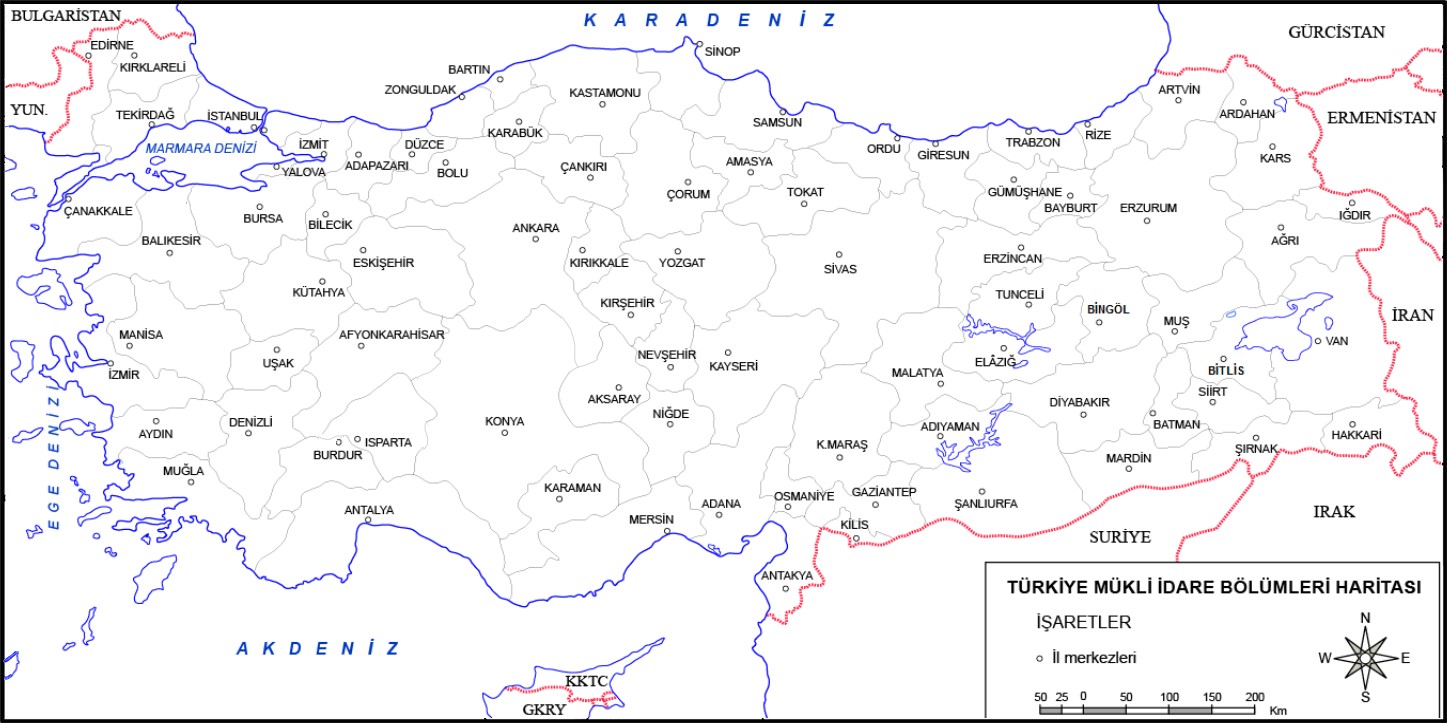 BULGARİSTAN
KARADENİZ
GÜRCİSTAN
EDİRNE
KIRKLARELİ
SİNOP
BARTIN
ZONGULDAK
KASTAMONU
ARTVİN
YUN.
TEKİRDAĞ
İSTANBUL
KARABÜK
SAMSUN
ARDAHAN
ERMENİSTAN
MARMARA DENİZİ
İZMİT
ADAPAZARI
DÜZCE
BOLU
ORDU
GİRESUN
TRABZON
RİZE
KARS
YALOVA
ÇANKIRI
AMASYA
ÇORUM
TOKAT
GÜMÜŞHANE
BAYBURT
ERZURUM
IĞDIR
ÇANAKKALE
BURSA
BİLECİK
ANKARA
BALIKESİR
ESKİŞEHİR
KIRIKKALE
YOZGAT
SİVAS
ERZİNCAN
AĞRI
KÜTAHYA
KIRŞEHİR
TUNCELİ
BİNGÖL
MUŞ
İRAN
MANİSA
AFYONKARAHİSAR
UŞAK
NEVŞEHİR
KAYSERİ
ELÂZIĞ
VAN
İZMİR
MALATYA
BİTLİS
AKSARAY
SİİRT
EGE DENİZİ
AYDIN
DENİZLİ
ISPARTA
BURDUR
KONYA
NİĞDE
DİYABAKIR
ADIYAMAN
BATMAN
HAKKARİ
K.MARAŞ
ŞIRNAK
MARDİN
MUĞLA
KARAMAN
ADANA
OSMANİYE
GAZİANTEP
ŞANLIURFA
ANTALYA
MERSİN
KİLİS
SURİYE
IRAK
ANTAKYA
AKDENİZ
KKTC
GKRY
TÜRKİYE MÜKLİ İDARE BÖLÜMLERİ HARİTASI
İŞARETLER
İl merkezleri
N
W E
S
50 25 0 50 100 150 200
Km